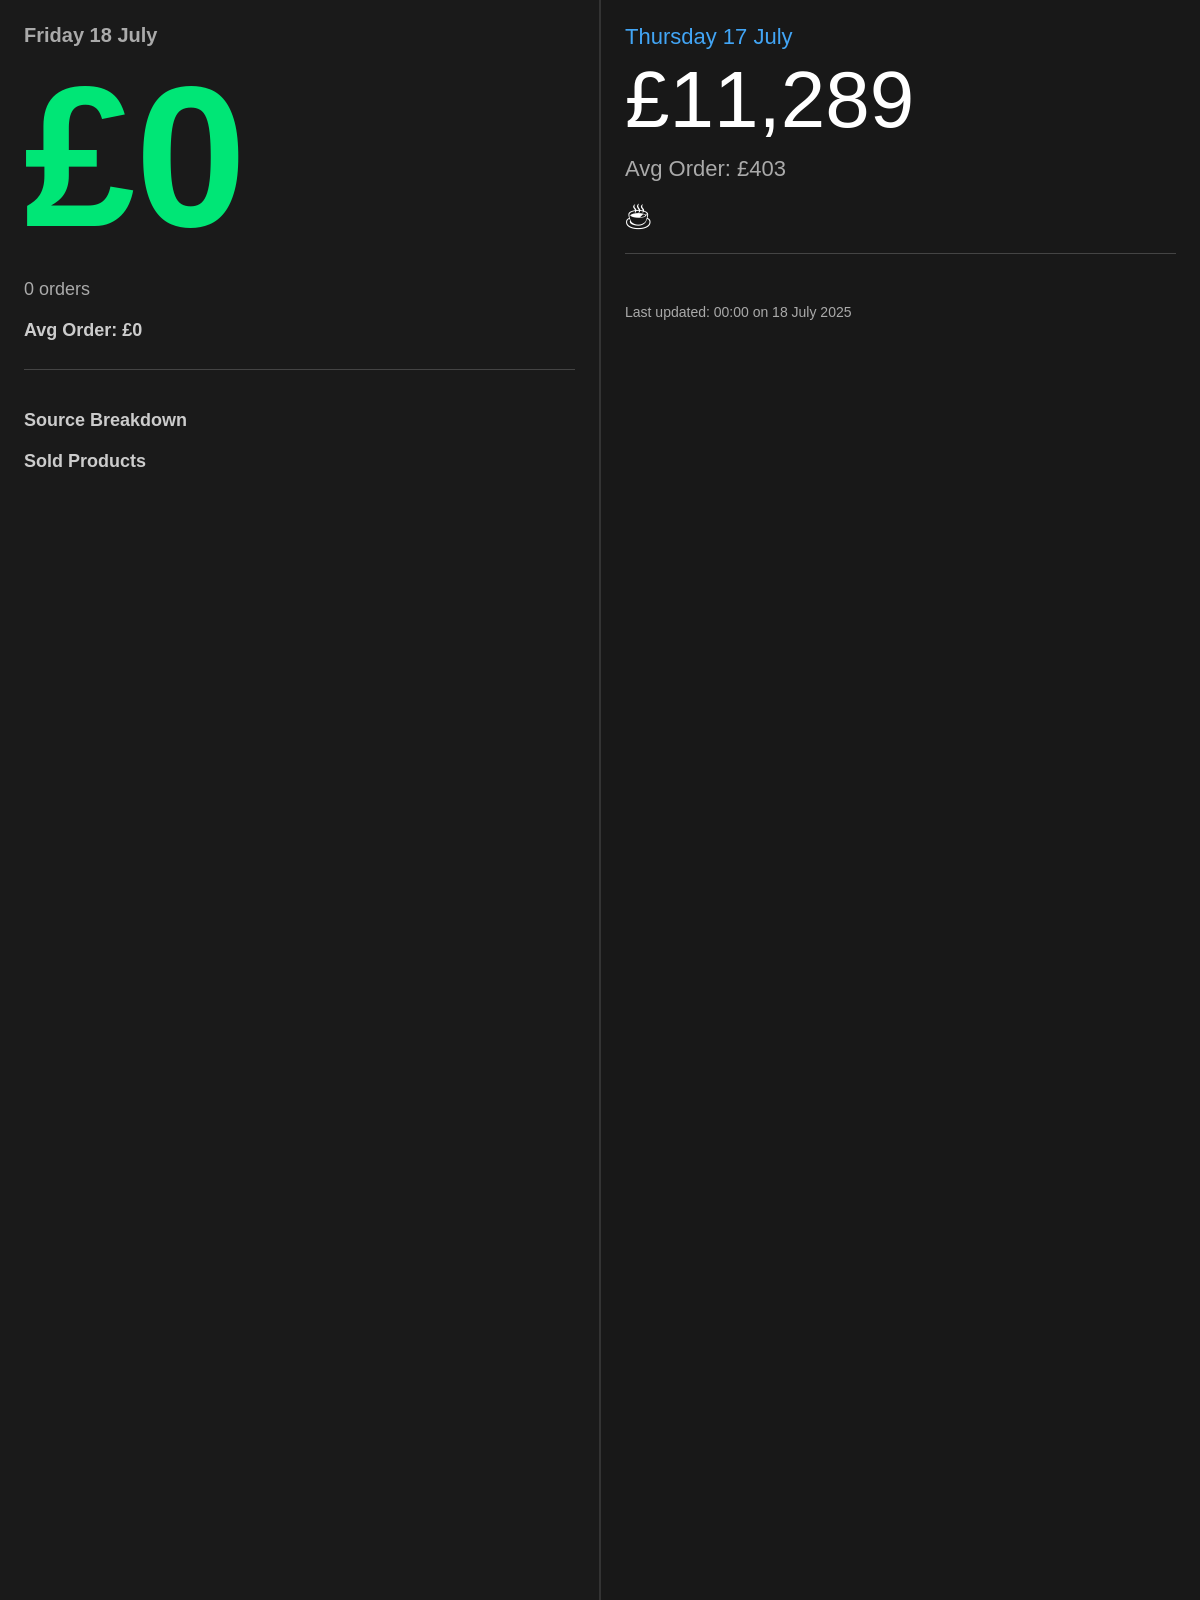 Friday 18 July
£0
0 orders
Avg Order: £0
Source Breakdown
Sold Products
Thursday 17 July
£11,289
Avg Order: £403
☕
Last updated: 00:00 on 18 July 2025